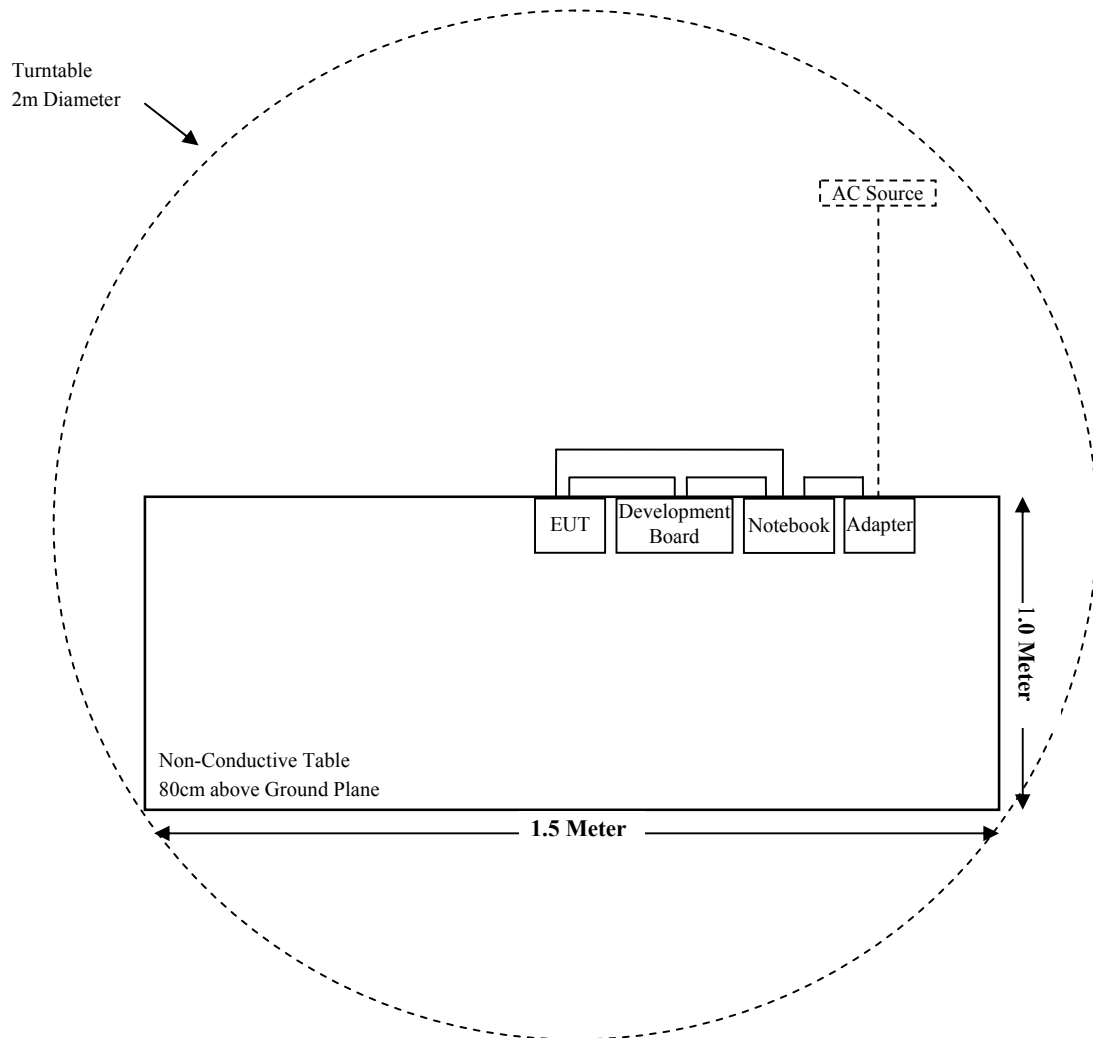 Turntable
2m Diameter
AC Source
EUT
Development
Board
Notebook
Adapter
1.0 Meter
Non-Conductive Table
80cm above Ground Plane
1.5 Meter